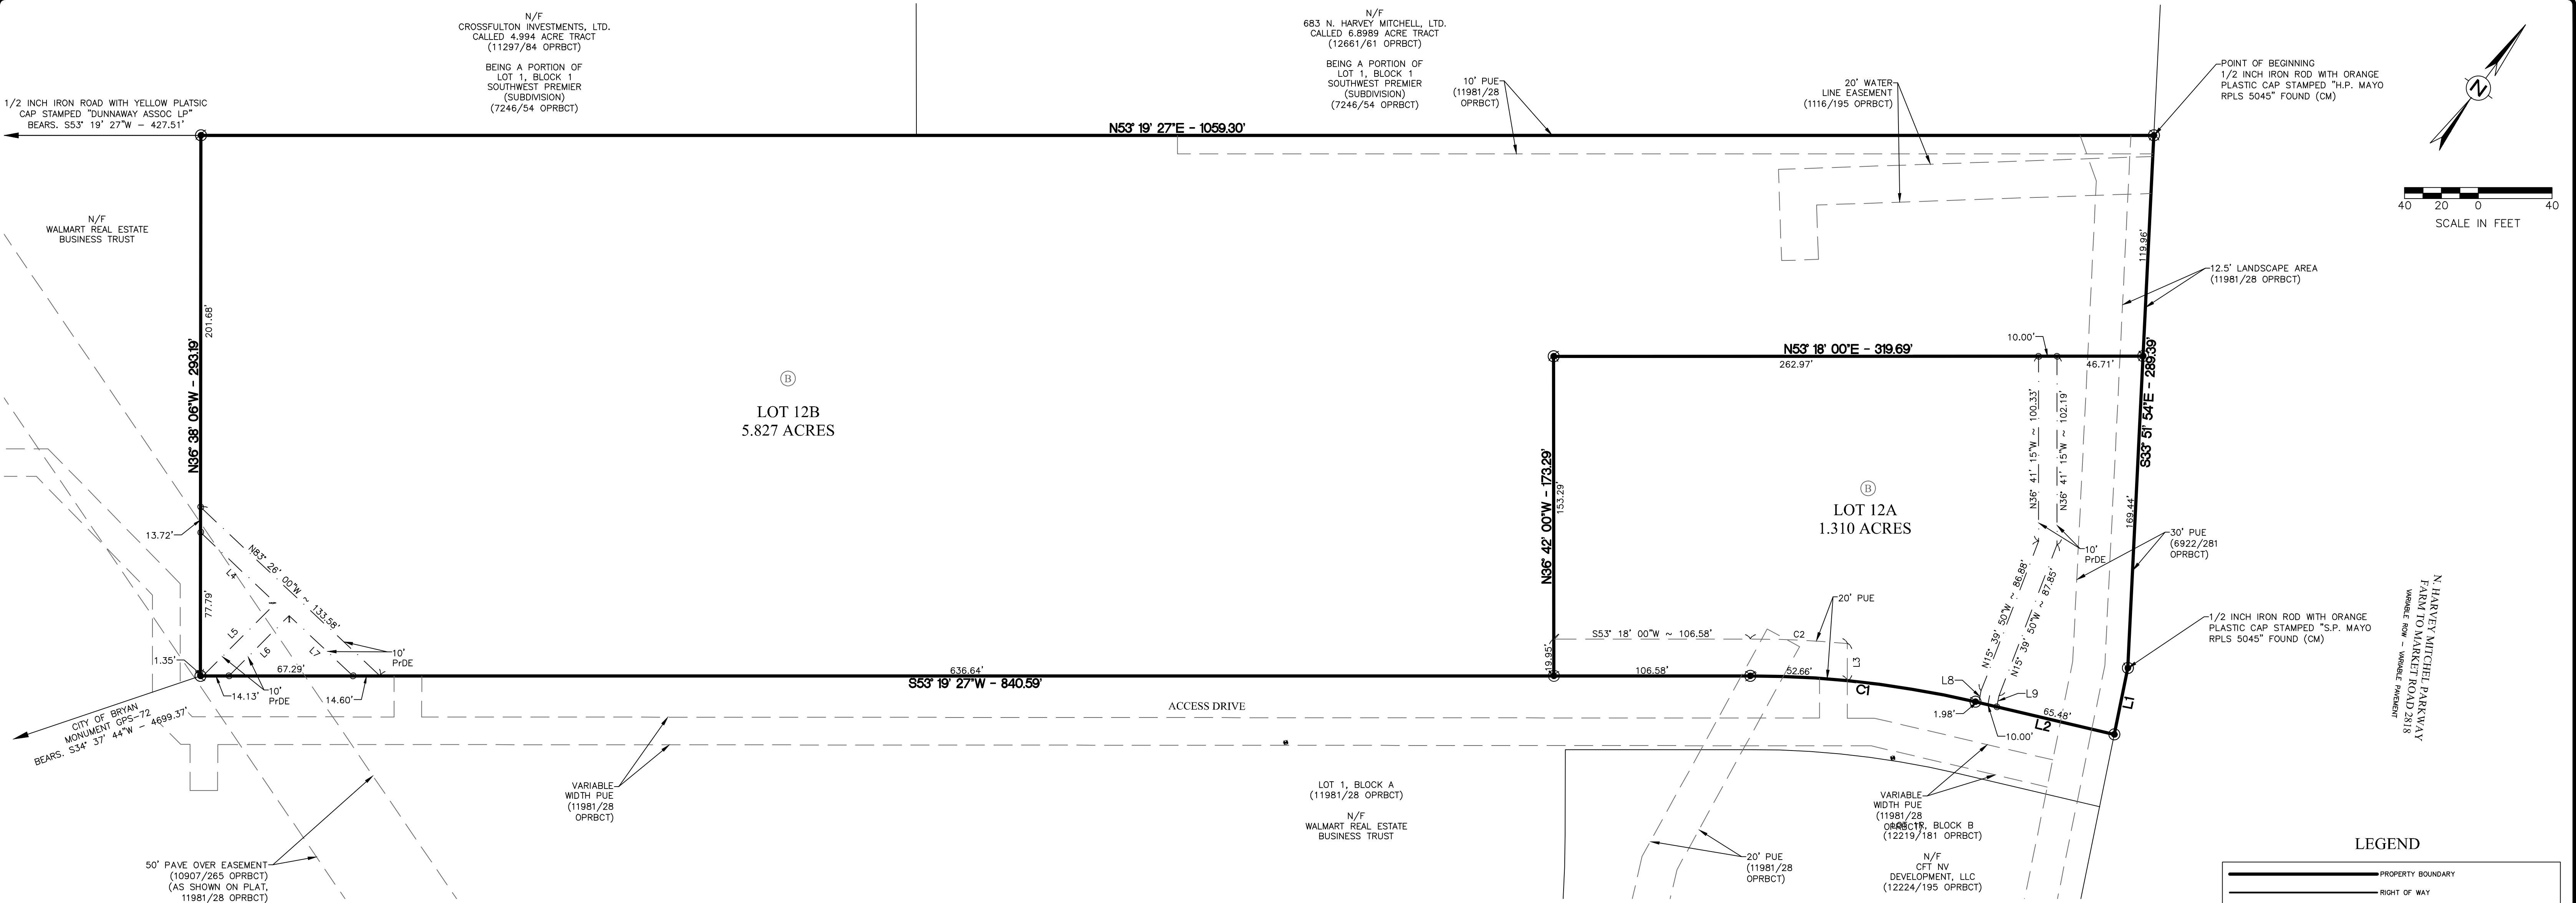 N/F
CROSSFULTON INVESTMENTS, LTD.
CALLED 4.994 ACRE TRACT
(11297/84 OPRBCT)
BEING A PORTION OF
LOT 1, BLOCK 1
SOUTHWEST PREMIER
(SUBDIVISION)
(7246/54 OPRBCT)
N/F
683 N. HARVEY MITCHELL, LTD.
CALLED 6.8989 ACRE TRACT
(12661/61 OPRBCT)
BEING A PORTION OF
LOT 1, BLOCK 1
SOUTHWEST PREMIER
(SUBDIVISION)
(7246/54 OPRBCT)
10' PUE
(11981/28
OPRBCT)
20' WATER
LINE EASEMENT
(1116/195 OPRBCT)
POINT OF BEGINNING
1/2 INCH IRON ROD WITH ORANGE
PLASTIC CAP STAMPED "H.P. MAYO
RPLS 5045" FOUND (CM)
N
40 20 0 40
SCALE IN FEET
1/2 INCH IRON ROAD WITH YELLOW PLATSIC
CAP STAMPED "DUNNAWAY ASSOC LP"
BEARS. S53° 19' 27"W - 427.51'
N53° 19' 27"E - 1059.30'
N/F
WALMART REAL ESTATE
BUSINESS TRUST
201.68'
N36° 38' 06"W - 293.19'
119.96'
12.5' LANDSCAPE AREA
(11981/28 OPRBCT)
N53° 18' 00"E - 319.69'
262.97'
10.00'
46.71'
S33° 51' 54"E - 289.39'
B
LOT 12B
5.827 ACRES
N36° 42' 00"W - 173.29'
153.29'
B
LOT 12A
1.310 ACRES
N36° 41' 15"W ~ 100.33'
N36° 41' 15"W ~ 102.19'
169.44'
10'
PrDE
30' PUE
(6922/281
OPRBCT)
N15° 39' 50"W ~ 86.88'
N15° 39' 50"W ~ 87.85'
13.72'
N83° 26' 00"W ~ 133.58'
L4
77.79'
L5
L6
L7
10'
PrDE
1.35'
67.29'
14.13'
10'
PrDE
14.60'
636.64'
S53° 19' 27"W - 840.59'
20' PUE
S53° 18' 00"W ~ 106.58'
C2
L3
19.95'
106.58'
52.66'
C1
L8
L9
1.98'
65.48'
L2
10.00'
L1
1/2 INCH IRON ROD WITH ORANGE
PLASTIC CAP STAMPED "S.P. MAYO
RPLS 5045" FOUND (CM)
N. HARVEY MITCHEL PARKWAY
FARM TO MARKET ROAD 2818
VARIABLE ROW - VARIABLE PAVEMENT
CITY OF BRYAN
MONUMENT GPS-72
BEARS. S34° 37' 44"W - 4699.37'
ACCESS DRIVE
VARIABLE
WIDTH PUE
(11981/28
OPRBCT)
LOT 1, BLOCK A
(11981/28 OPRBCT)
N/F
WALMART REAL ESTATE
BUSINESS TRUST
VARIABLE
WIDTH PUE
(11981/28
OPRBCT)
BLOCK B
(12219/181 OPRBCT)
N/F
CFT NV
DEVELOPMENT, LLC
(12224/195 OPRBCT)
20' PUE
(11981/28
OPRBCT)
50' PAVE OVER EASEMENT
(10907/265 OPRBCT)
(AS SHOWN ON PLAT,
11981/28 OPRBCT)
LEGEND
PROPERTY BOUNDARY
RIGHT OF WAY